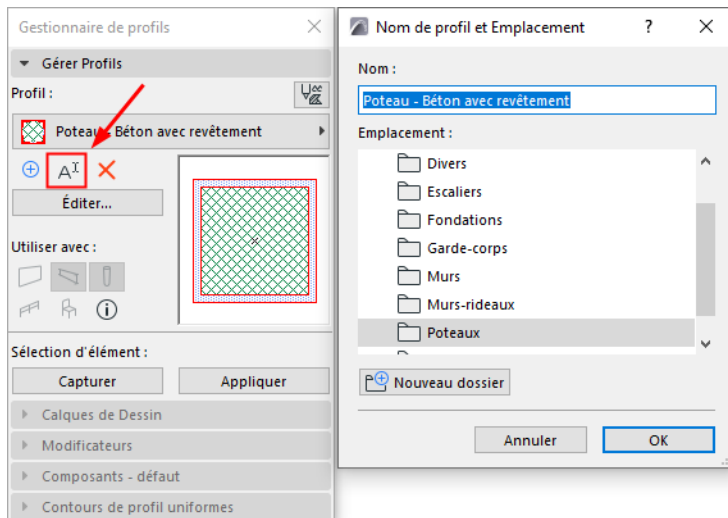 Gestionnaire de profils
Gérer Profils
Profil :
Poteau - Béton avec revêtement
A
Éditer...
Utiliser avec :
Sélection d'élément :
Capturer
Appliquer
Calques de Dessin
Modificateurs
Composants - défaut
Contours de profil uniformes
Nom de profil et Emplacement ?
Nom :
Poteau - Béton avec revêtement
Emplacement :
Divers
Escaliers
Fondations
Garde-corps
Murs
Murs-rideaux
Poteaux
Nouveau dossier
Annuler
OK